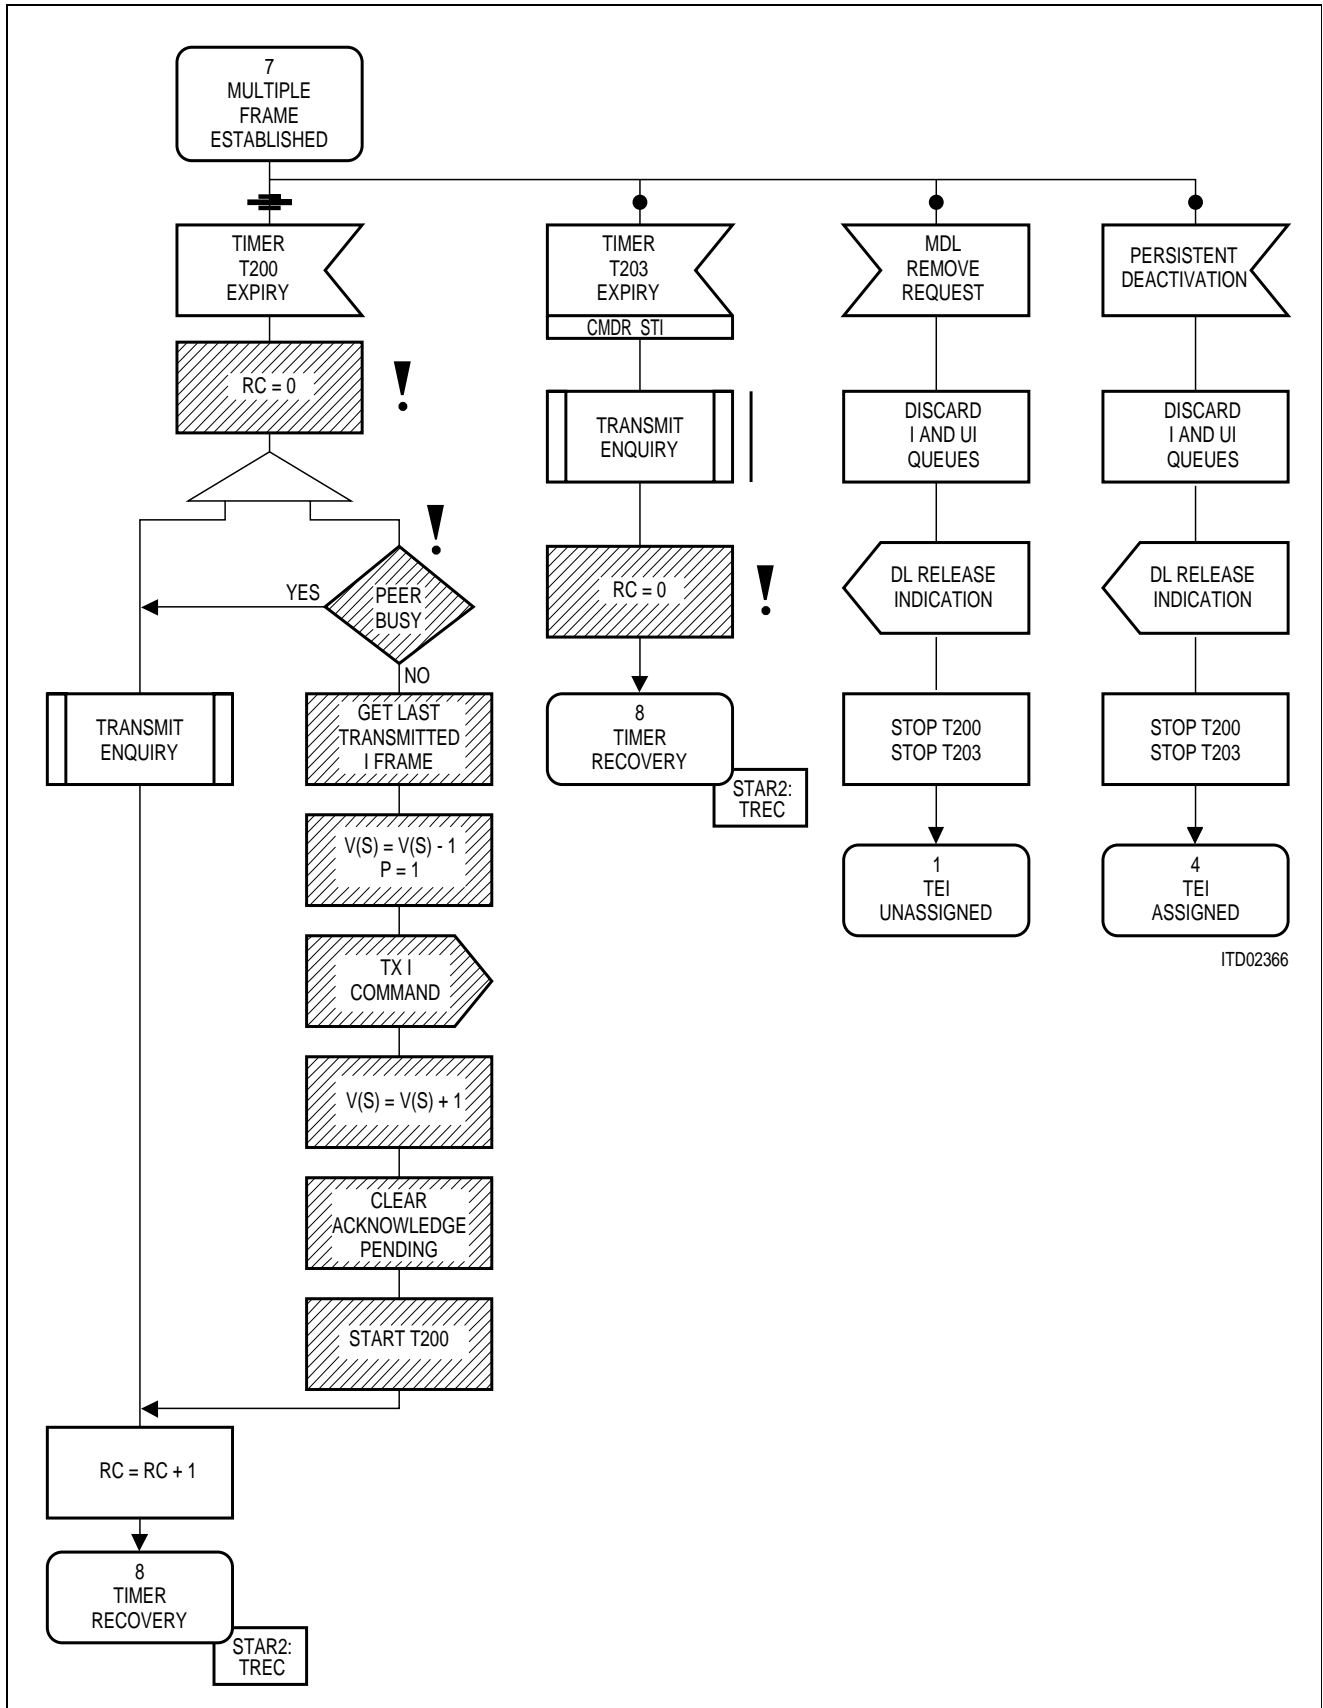 7
MULTIPLE
FRAME
ESTABLISHED
TIMER
T200
EXPIRY
RC = 0
!
PEER
BUSY
!
YES
NO
TRANSMIT
ENQUIRY
GET LAST
TRANSMITTED
I FRAME
V(S) = V(S) - 1
P = 1
TX I
COMMAND
V(S) = V(S) + 1
CLEAR
ACKNOWLEDGE
PENDING
START T200
RC = RC + 1
8
TIMER
RECOVERY
STAR2:
TREC
TIMER
T203
EXPIRY
CMDR STI
TRANSMIT
ENQUIRY
RC = 0
!
8
TIMER
RECOVERY
STAR2:
TREC
MDL
REMOVE
REQUEST
DISCARD
I AND UI
QUEUES
DL RELEASE
INDICATION
STOP T200
STOP T203
1
TEI
UNASSIGNED
PERSISTENT
DEACTIVATION
DISCARD
I AND UI
QUEUES
DL RELEASE
INDICATION
STOP T200
STOP T203
4
TEI
ASSIGNED
ITD02366